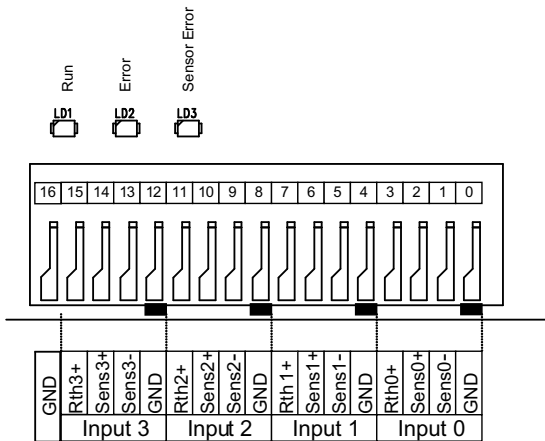 Run Error Sensor Error
LD1 LD2 LD3
16 15 14 13 12 11 10 9 8 7 6 5 4 3 2 1 0
GND Rth3+ Sens3+ Sens3- GND Rth2+ Sens2+ Sens2- GND Rth1+ Sens1+ Sens1- GND Rth0+ Sens0+ Sens0- GND
Input 3 Input 2 Input 1 Input 0